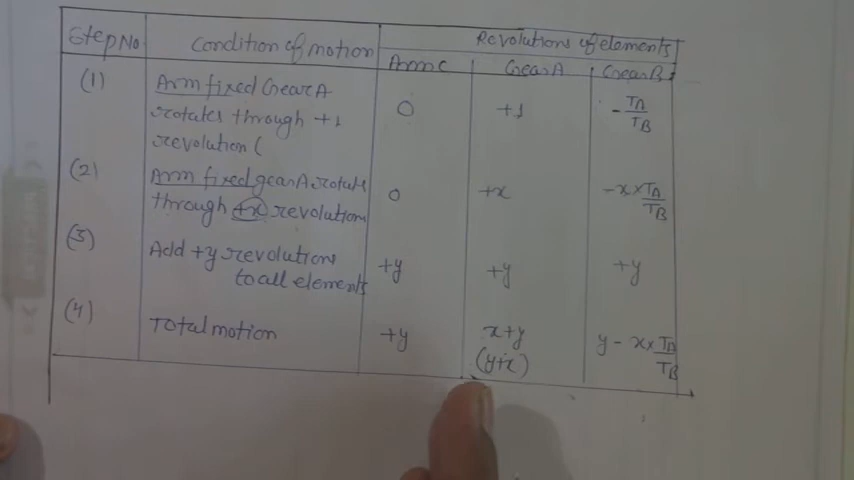 Step No
Condition of motion
Revolutions of elements
Arm C
Gear A
Gear B
(1)
Arm fixed Gear A
rotates through +1
revolution (
0
+1
- TA/TB
(2)
Arm fixed gear A rotate
through +x revolution
0
+x
-x × TA/TB
(3)
Add +y revolutions
to all elements
+y
+y
+y
(4)
Total motion
+y
x+y
(y+x)
y - x × TA/TB